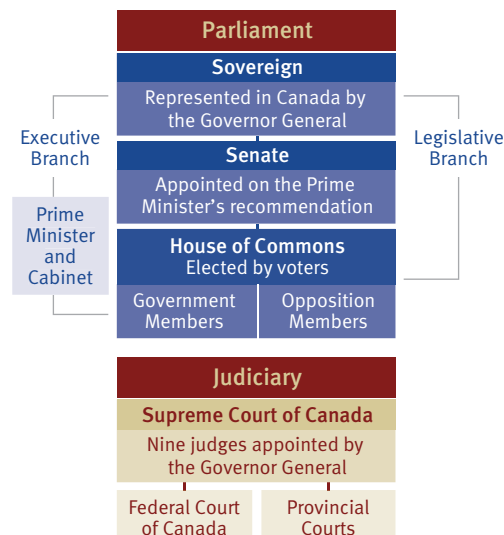 Parliament
Sovereign
Represented in Canada by
the Governor General
Executive
Branch
Legislative
Branch
Senate
Appointed on the Prime
Minister's recommendation
Prime
Minister
and
Cabinet
House of Commons
Elected by voters
Government
Members
Opposition
Members
Judiciary
Supreme Court of Canada
Nine judges appointed by
the Governor General
Federal Court
of Canada
Provincial
Courts